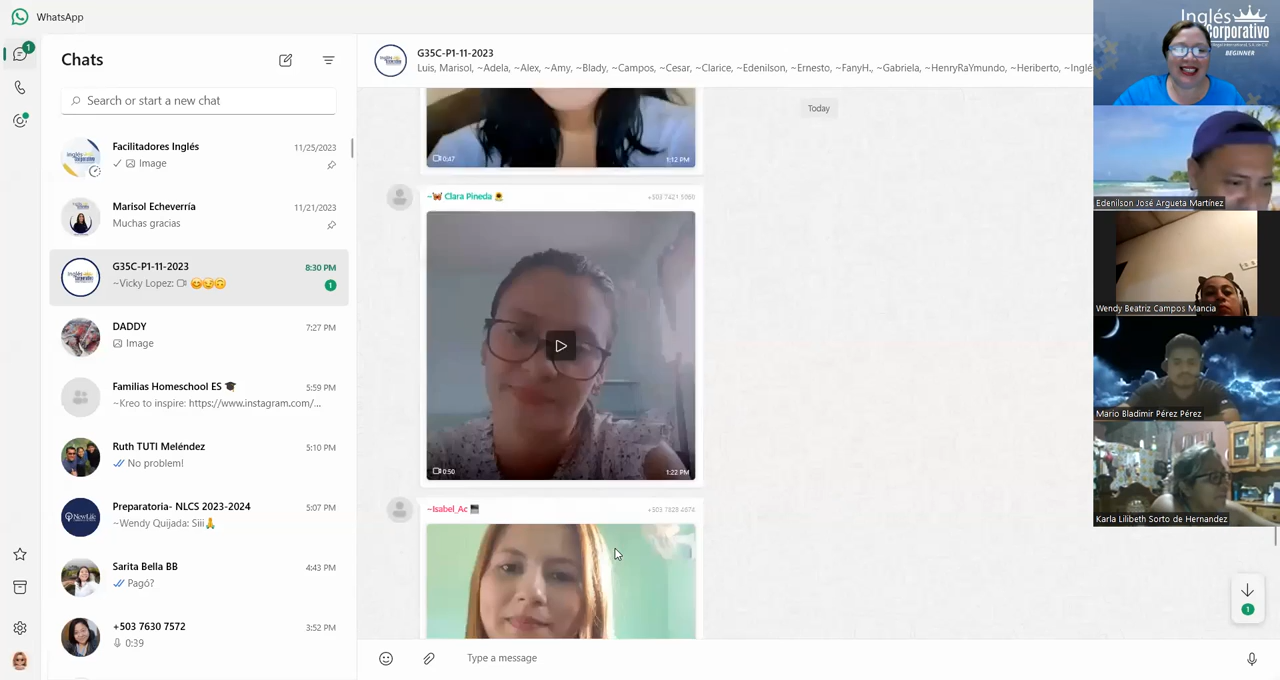 WhatsApp
1
Chats
Search or start a new chat
Facilitadores Inglés
11/25/2023
Image
Marisol Echeverría
11/21/2023
Muchas gracias
G35C-P1-11-2023
8:30 PM
~Vicky Lopez: 😊😏🙃
1
DADDY
7:27 PM
Image
Familias Homeschool ES 🎓
5:59 PM
~Kreo to inspire: https://www.instagram.com/...
Ruth TUTI Meléndez
5:10 PM
No problem!
Preparatoria- NLCS 2023-2024
5:07 PM
~Wendy Quijada: Siii🙏
Sarita Bella BB
4:43 PM
Pagó?
+503 7630 7572
3:52 PM
0:39
G35C-P1-11-2023
Luis, Marisol, ~Adela, ~Alex, ~Amy, ~Blady, ~Campos, ~Cesar, ~Clarice, ~Edenilson, ~Ernesto, ~FanyH., ~Gabriela, ~HenryRaYmundo, ~Heriberto, ~Inglé
Today
0:47
1:12 PM
~🦋 Clara Pineda 🌻
0:50
1:22 PM
~Isabel_Ac
1
Type a message
Inglés
Corporativo
BEGINNER
Edenilson José Argueta Martínez
Wendy Beatriz Campos Mancia
Mario Bladimir Pérez Pérez
Karla Lilibeth Sorto de Hernandez